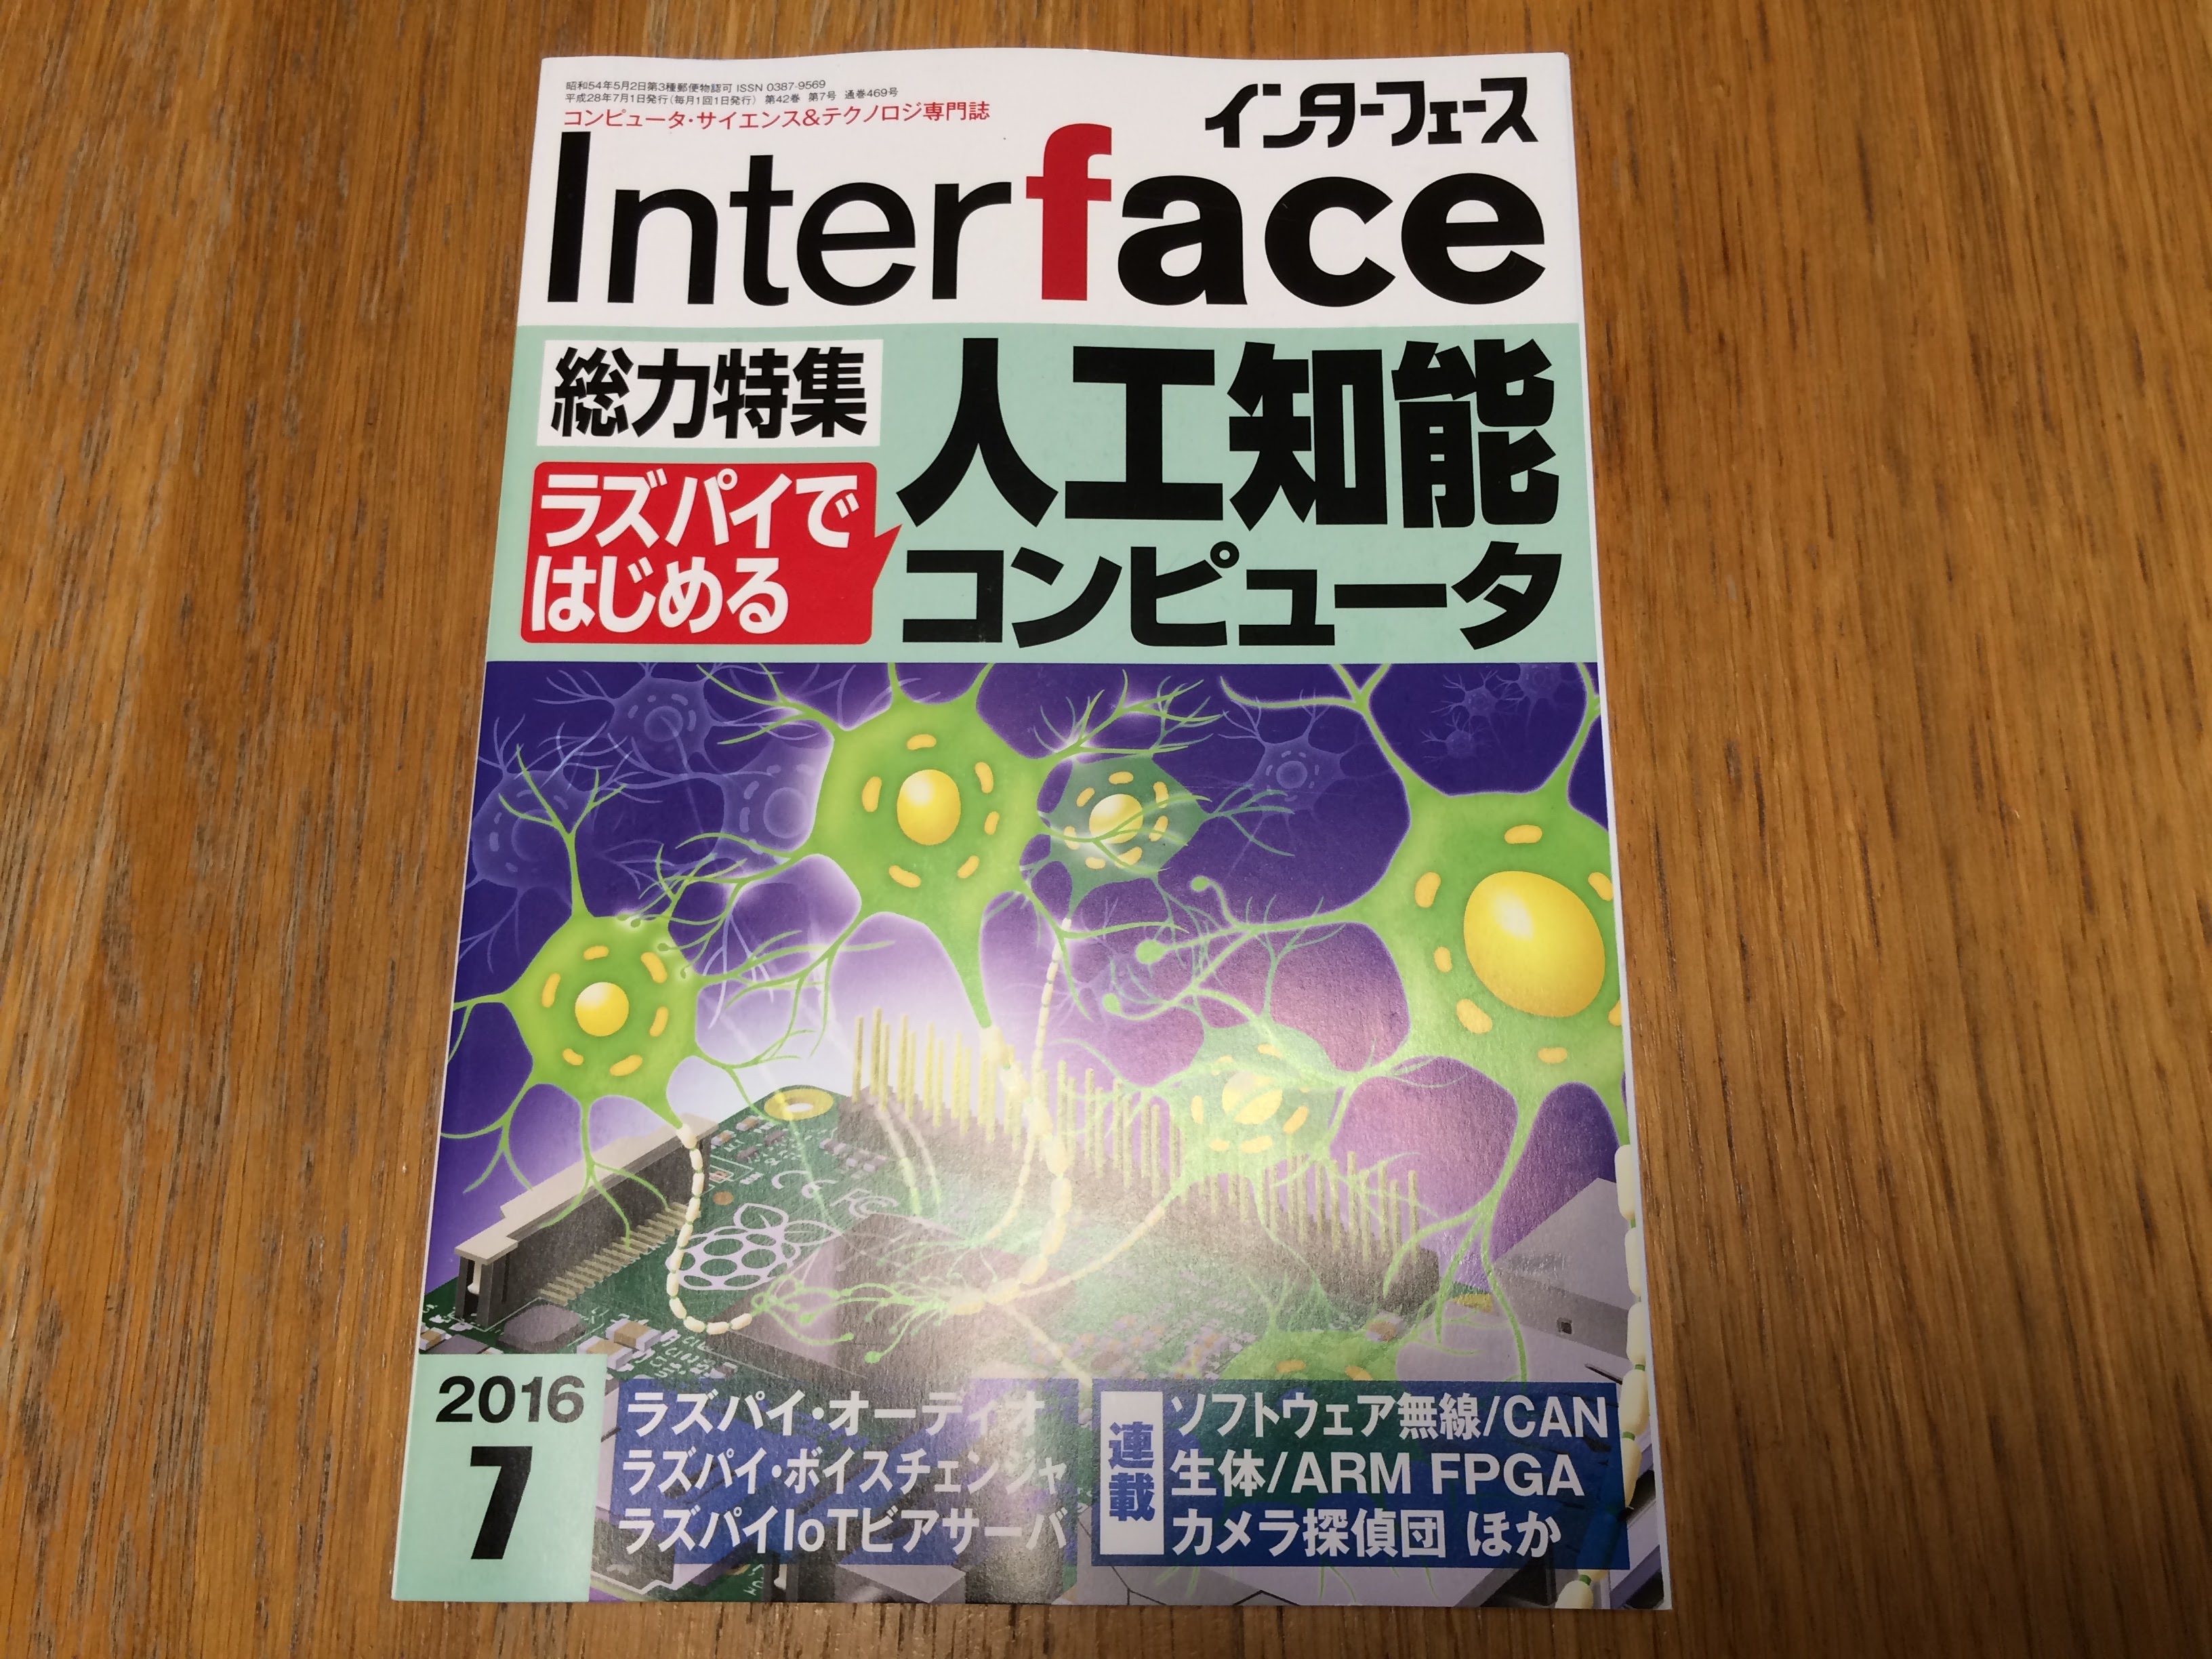 昭和54年5月2日第3種郵便物認可 ISSN 0387-9569
平成28年7月1日発行(毎月1回1日発行) 第42巻 第7号 通巻469号
コンピュータ・サイエンス&テクノロジ専門誌
インターフェース
Interface
総力特集
ラズパイで
はじめる
人工知能
コンピュータ
CE FC
2016
7
ラズパイ・オーディオ
ラズパイ・ボイスチェンジャ
ラズパイIoTビアサーバ
連載
ソフトウェア無線/CAN
生体/ARM FPGA
カメラ探偵団 ほか